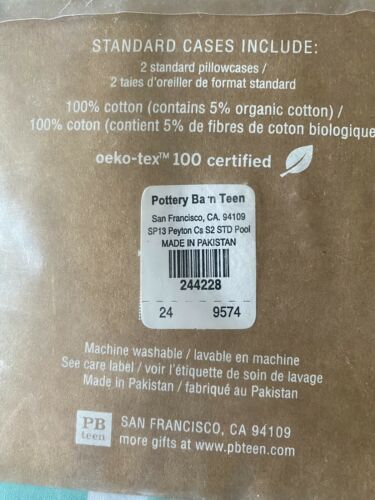 STANDARD CASES INCLUDE:
2 standard pillowcases /
2 taies d'oreiller de format standard
100% cotton (contains 5% organic cotton) /
100% coton (contient 5% de fibres de coton biologique
oeko-tex™ 100 certified
Pottery Ba n Teen
San Francisco, CA. 94109
SP13 Peyton Cs S2 STD Pool
MADE IN PAKISTAN
244228
24 9574
Machine washable / lavable en machine
See care label / voir l'étiquette de soin de lavage
Made in Pakistan / fabriqué au Pakistan
PB
teen
SAN FRANCISCO, CA 94109
more gifts at www.pbteen.com